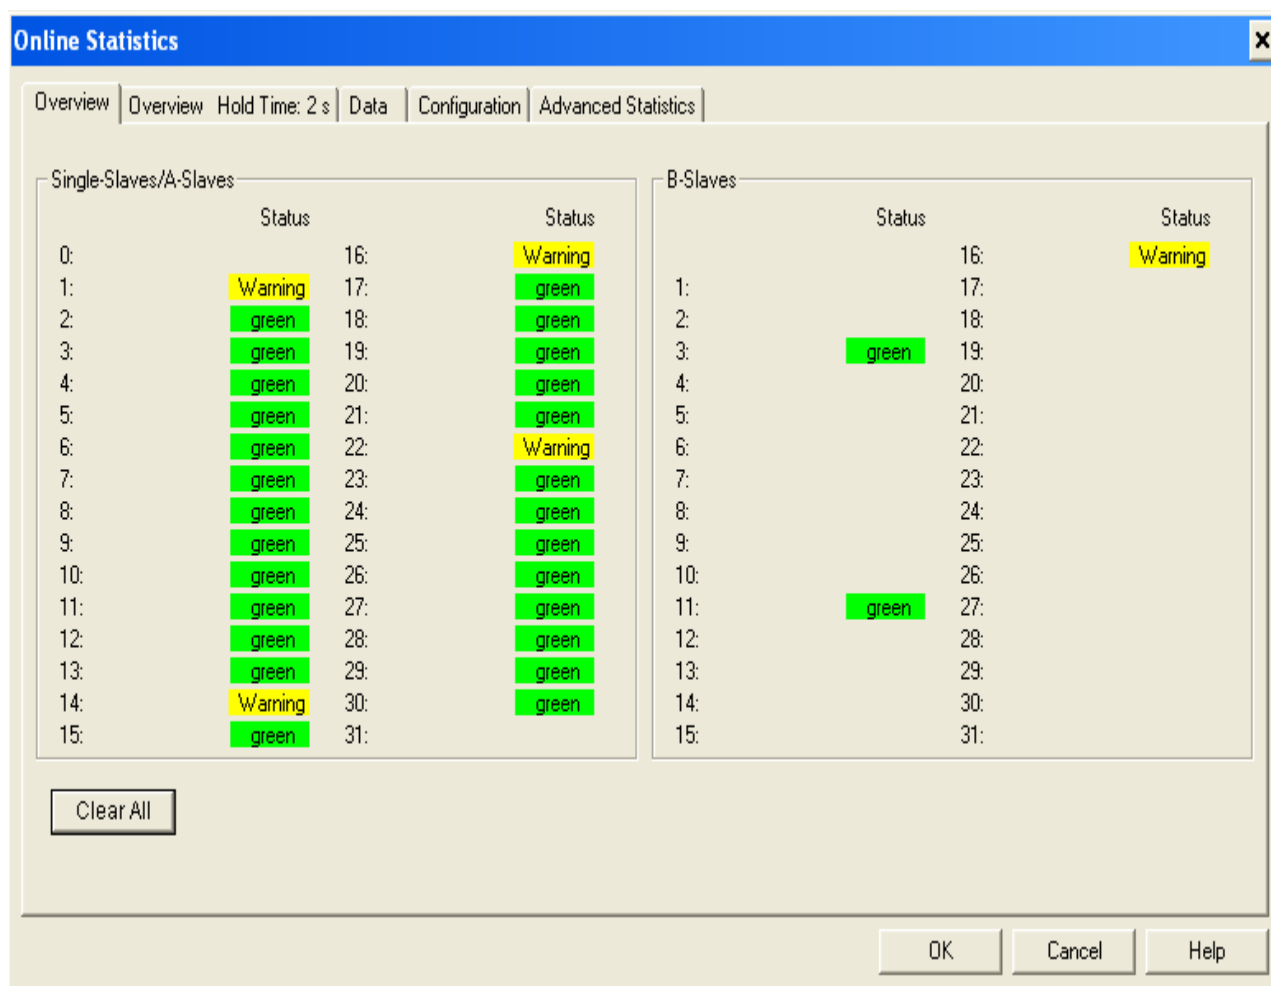 Online Statistics
Overview Overview Hold Time: 2 s Data Configuration Advanced Statistics
Single-Slaves/A-Slaves B-Slaves
Status Status Status Status
0: 16: Warning 16: Warning
1: Warning 17: green 1: 17:
2: green 18: green 2: 18:
3: green 19: green 3: green 19:
4: green 20: green 4: 20:
5: green 21: green 5: 21:
6: green 22: Warning 6: 22:
7: green 23: green 7: 23:
8: green 24: green 8: 24:
9: green 25: green 9: 25:
10: green 26: green 10: 26:
11: green 27: green 11: green 27:
12: green 28: green 12: 28:
13: green 29: green 13: 29:
14: Warning 30: green 14: 30:
15: green 31: 15: 31:
Clear All
OK Cancel Help